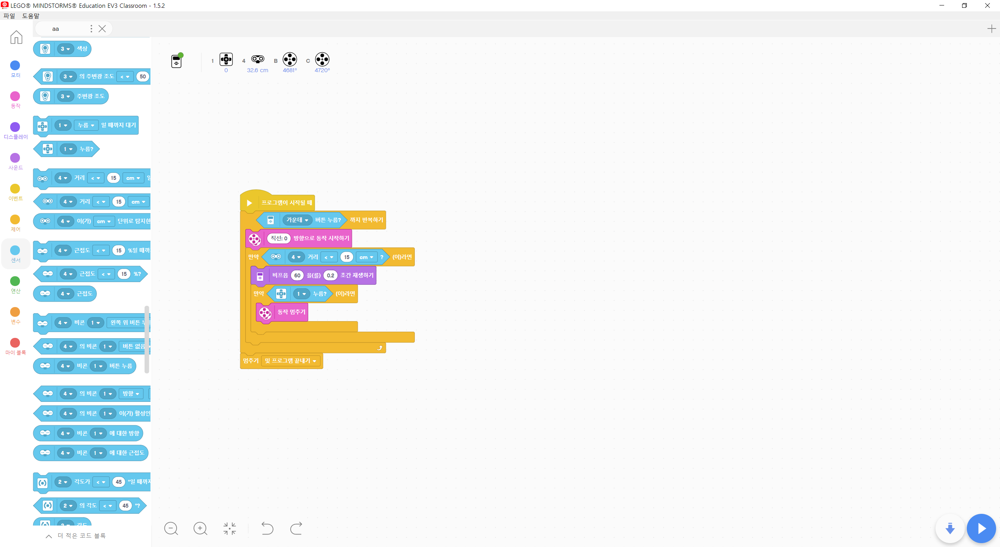 LEGO® MINDSTORMS® Education EV3 Classroom - 1.5.2
파일 도움말
aa
모터
동작
디스플레이
사운드
이벤트
제어
센서
연산
변수
마이 블록
3 색상
3 의 주변광 조도 < 50
3 주변광 조도
1 누름 일 때까지 대기
1 누름?
4 거리 < 15 cm 일
4 거리 < 15 cm
4 이(가) cm 단위로 탐지한
4 근접도 < 15 %일 때까
4 근접도 < 15 %?
4 근접도
4 비콘 1 왼쪽 위 버튼
4 의 비콘 1 버튼 없음
4 비콘 1 버튼 누름
4 의 비콘 1 방향
4 의 비콘 1 이(가) 활성인
4 비콘 1 에 대한 방향
4 비콘 1 에 대한 근접도
2 각도가 < 45 °일 때까지
2 의 각도 < 45 °?
각도
더 적은 코드 블록
1 4 B C
0 32.6 cm 4681° 4720°
프로그램이 시작될 때
가운데 버튼 누름? 까지 반복하기
직선: 0 방향으로 동작 시작하기
만약 4 거리 < 15 cm ? (이)라면
비프음 60 을(를) 0.2 초간 재생하기
만약 1 누름? (이)라면
동작 멈추기
멈추기 및 프로그램 끝내기